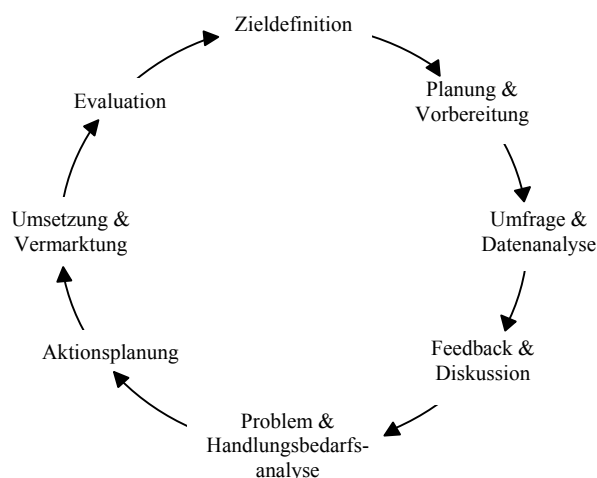 Zieldefinition
Planung &
Vorbereitung
Umfrage &
Datenanalyse
Feedback &
Diskussion
Problem &
Handlungsbedarfs-
analyse
Aktionsplanung
Umsetzung &
Vermarktung
Evaluation